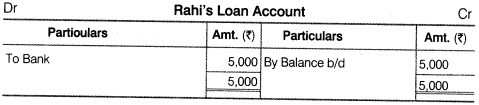 Dr Rahi's Loan Account Cr
Partioulars Amt. (₹) Particulars Amt. (₹)
To Bank 5,000 By Balance b/d 5,000
5,000 5,000